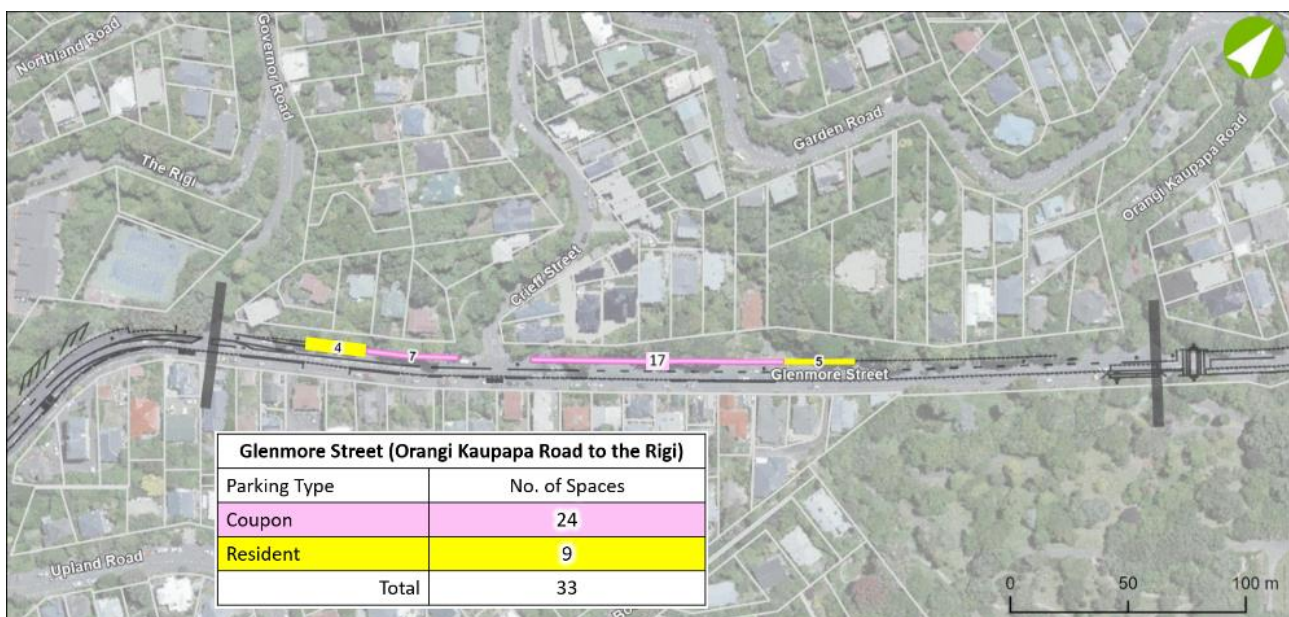 Northland Road
Governor Road
The Rigi
Garden Road
Orangi Kaupapa Road
Crieff Street
4
7
17
5
Glenmore Street
Glenmore Street (Orangi Kaupapa Road to the Rigi)
Parking Type No. of Spaces
Coupon 24
Resident 9
Total 33
Upland Road
0 50 100 m